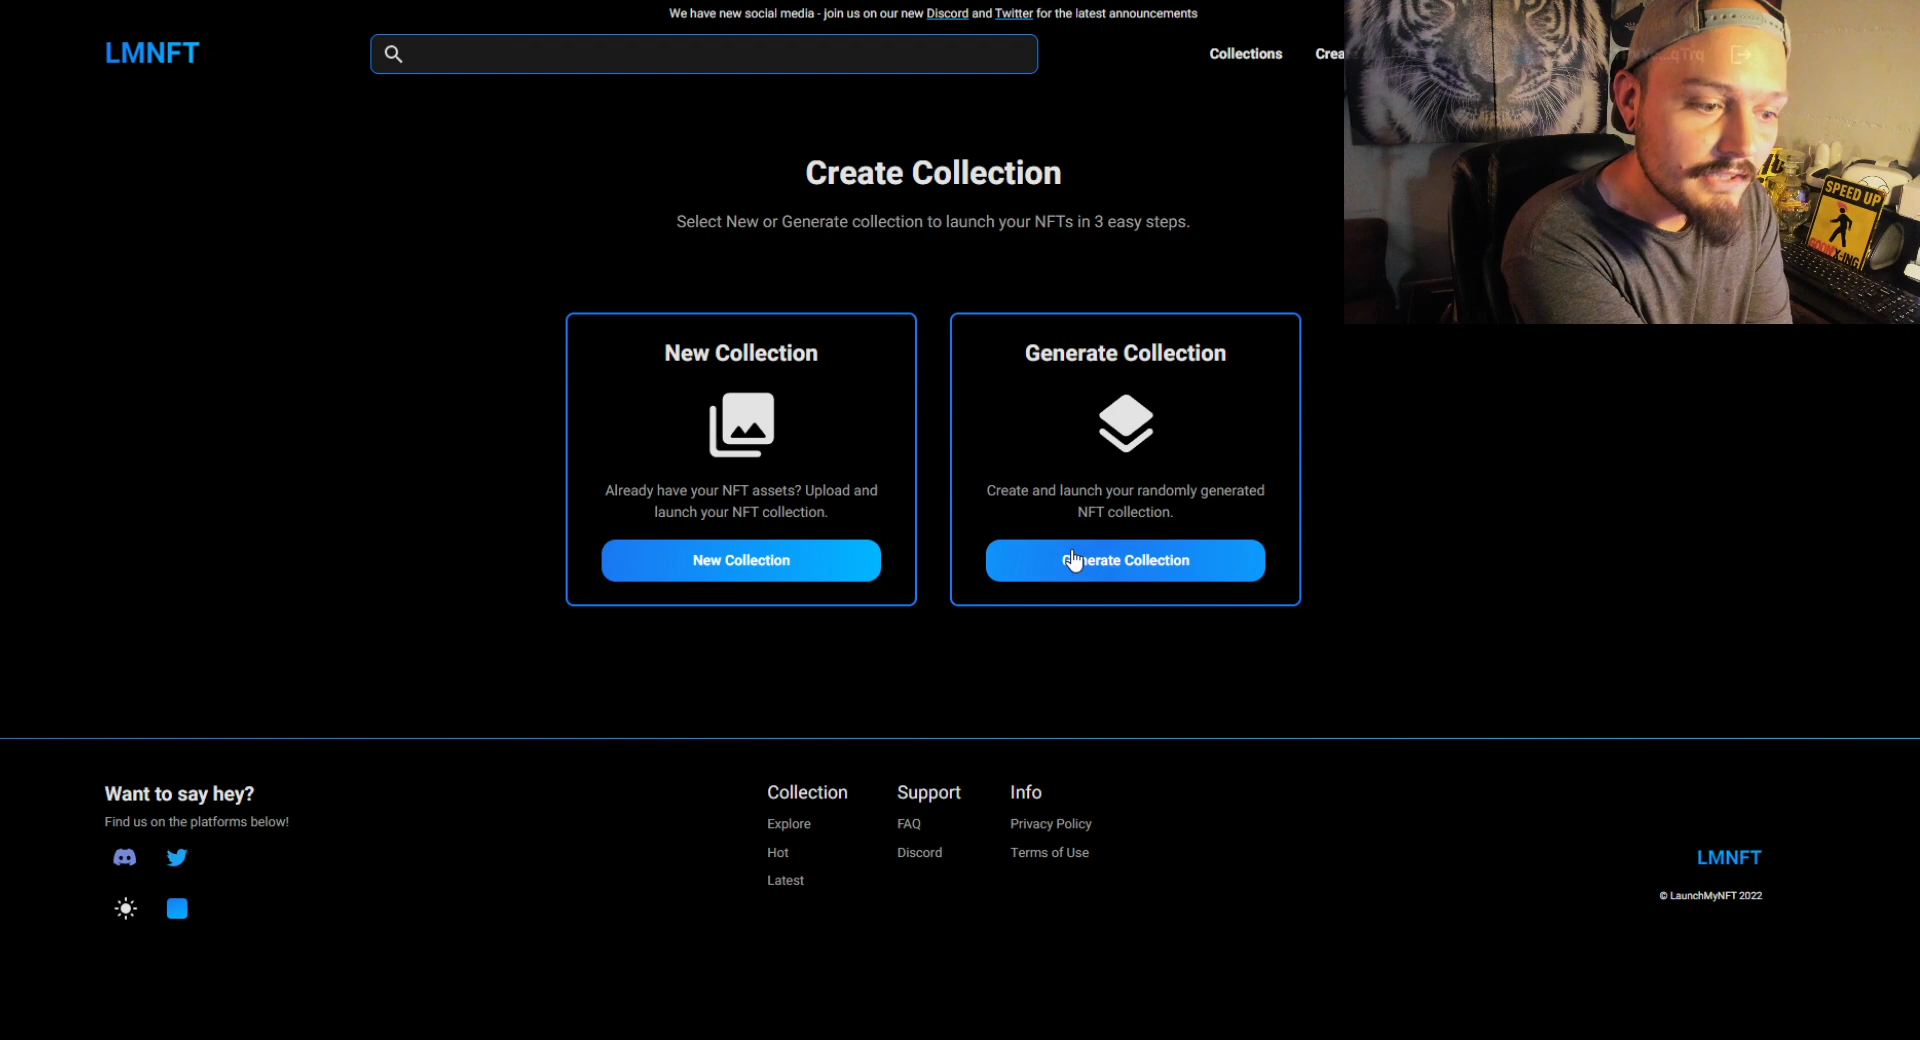 We have new social media - join us on our new Discord and Twitter for the latest announcements
LMNFT
Collections
Crea
qTrq
Create Collection
Select New or Generate collection to launch your NFTs in 3 easy steps.
SPEED UP
X-ING
New Collection
Generate Collection
Already have your NFT assets? Upload and
launch your NFT collection.
Create and launch your randomly generated
NFT collection.
New Collection
nerate Collection
Want to say hey?
Find us on the platforms below!
Collection
Explore
Hot
Latest
Support
FAQ
Discord
Info
Privacy Policy
Terms of Use
LMNFT
© LaunchMyNFT 2022